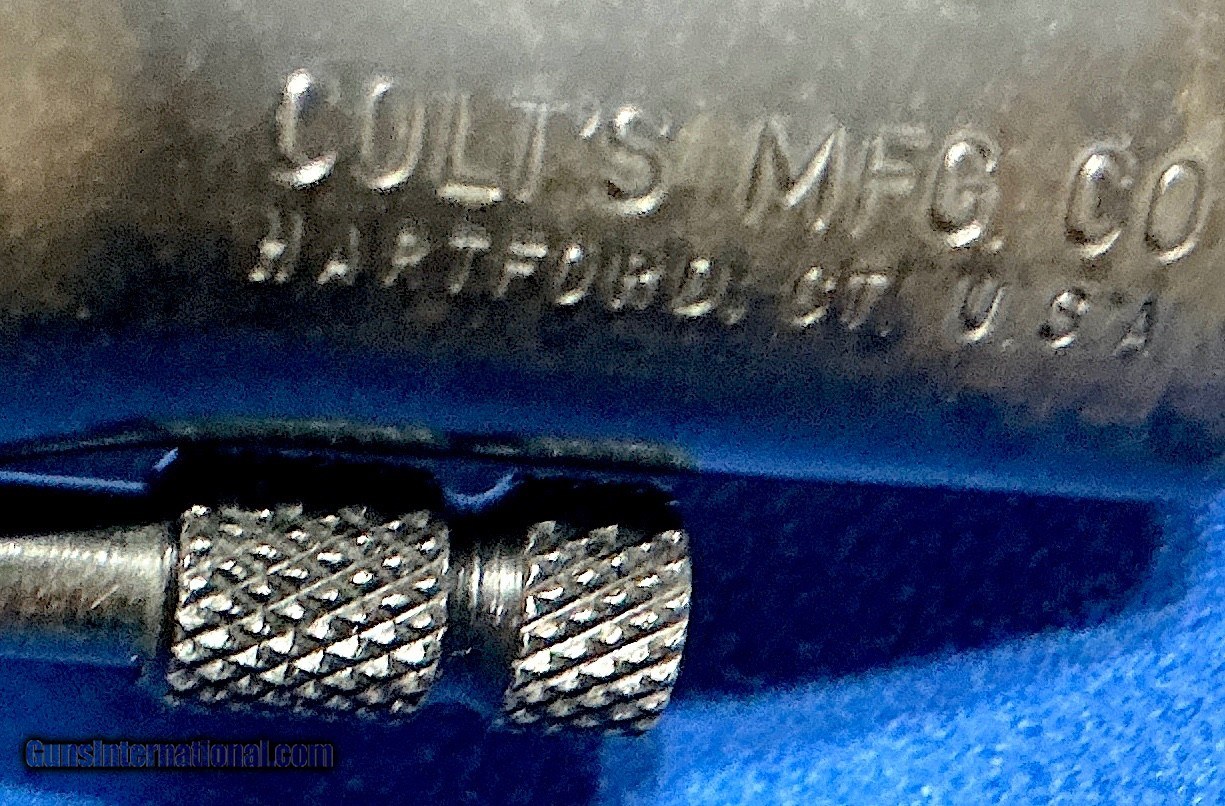 COLT'S MFG. CO
HARTFORD, CT. U.S.A
GunsInternational.com